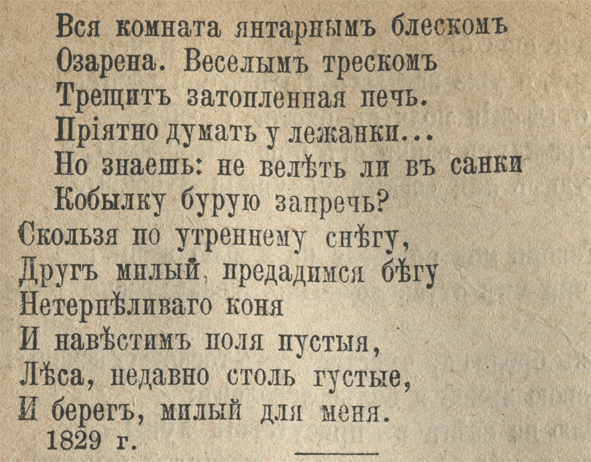 Вся комната янтарнымъ блескомъ
Озарена. Веселымъ трескомъ
Трещитъ затопленная печь.
Пріятно думать у лежанки...
Но знаешь: не велѣть ли въ санки
Кобылку бурую запречь?
Скользя по утреннему снѣгу,
Другъ милый, предадимся бѣгу
Нетерпѣливаго коня
И навѣстимъ поля пустыя,
Лѣса, недавно столь густые,
И берегъ, милый для меня.
1829 г.